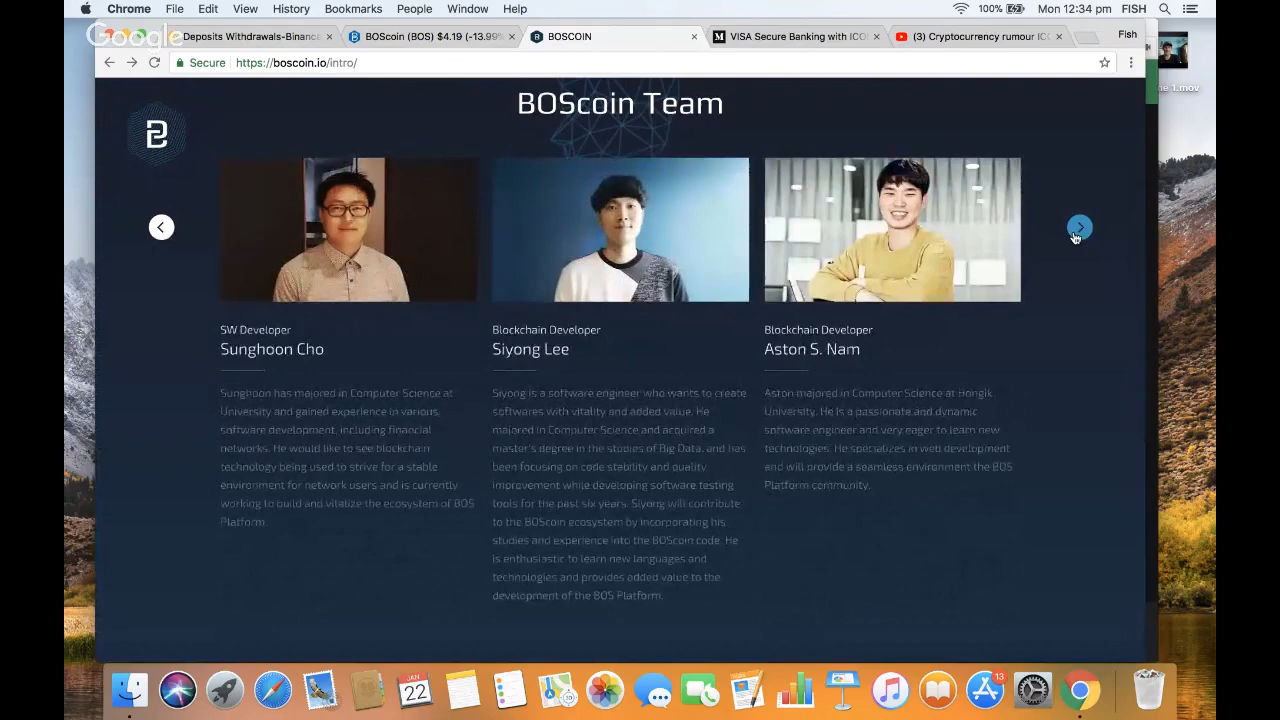 Chrome File Edit View History Bookmarks People Window Help 100% Mon 12:34 pm FISH
Google
Deposits Withdrawals-Binance × BOScoin (BOS) $4.19 (-13.99% × BOSCOIN × VISA Secure Banking with ICO × (3) Cryptocurrency rumour IC × Fish
Secure https://boscoin.io/intro/
1.mov
BOScoin Team
SW Developer
Sunghoon Cho
Sunghoon has majored in Computer Science at
University and gained experience in various
software development, including financial
networks. He would like to see blockchain
technology being used to strive for a stable
environment for network users and is currently
working to build and vitalize the ecosystem of BOS
Platform.
Blockchain Developer
Siyong Lee
Siyong is a software engineer who wants to create
softwares with vitality and added value. He
majored in Computer Science and acquired a
master's degree in the studies of Big Data, and has
been focusing on code stability and quality
improvement while developing software testing
tools for the past six years. Siyong will contribute
to the BOScoin ecosystem by incorporating his
studies and experience into the BOScoin code. He
is enthusiastic to learn new languages and
technologies and provides added value to the
development of the BOS Platform.
Blockchain Developer
Aston S. Nam
Aston majored in Computer Science at Hongik
University. He is a passionate and dynamic
software engineer and very eager to learn new
technologies. He specializes in web development
and will provide a seamless environment the BOS
Platform community.
JAN
22
13